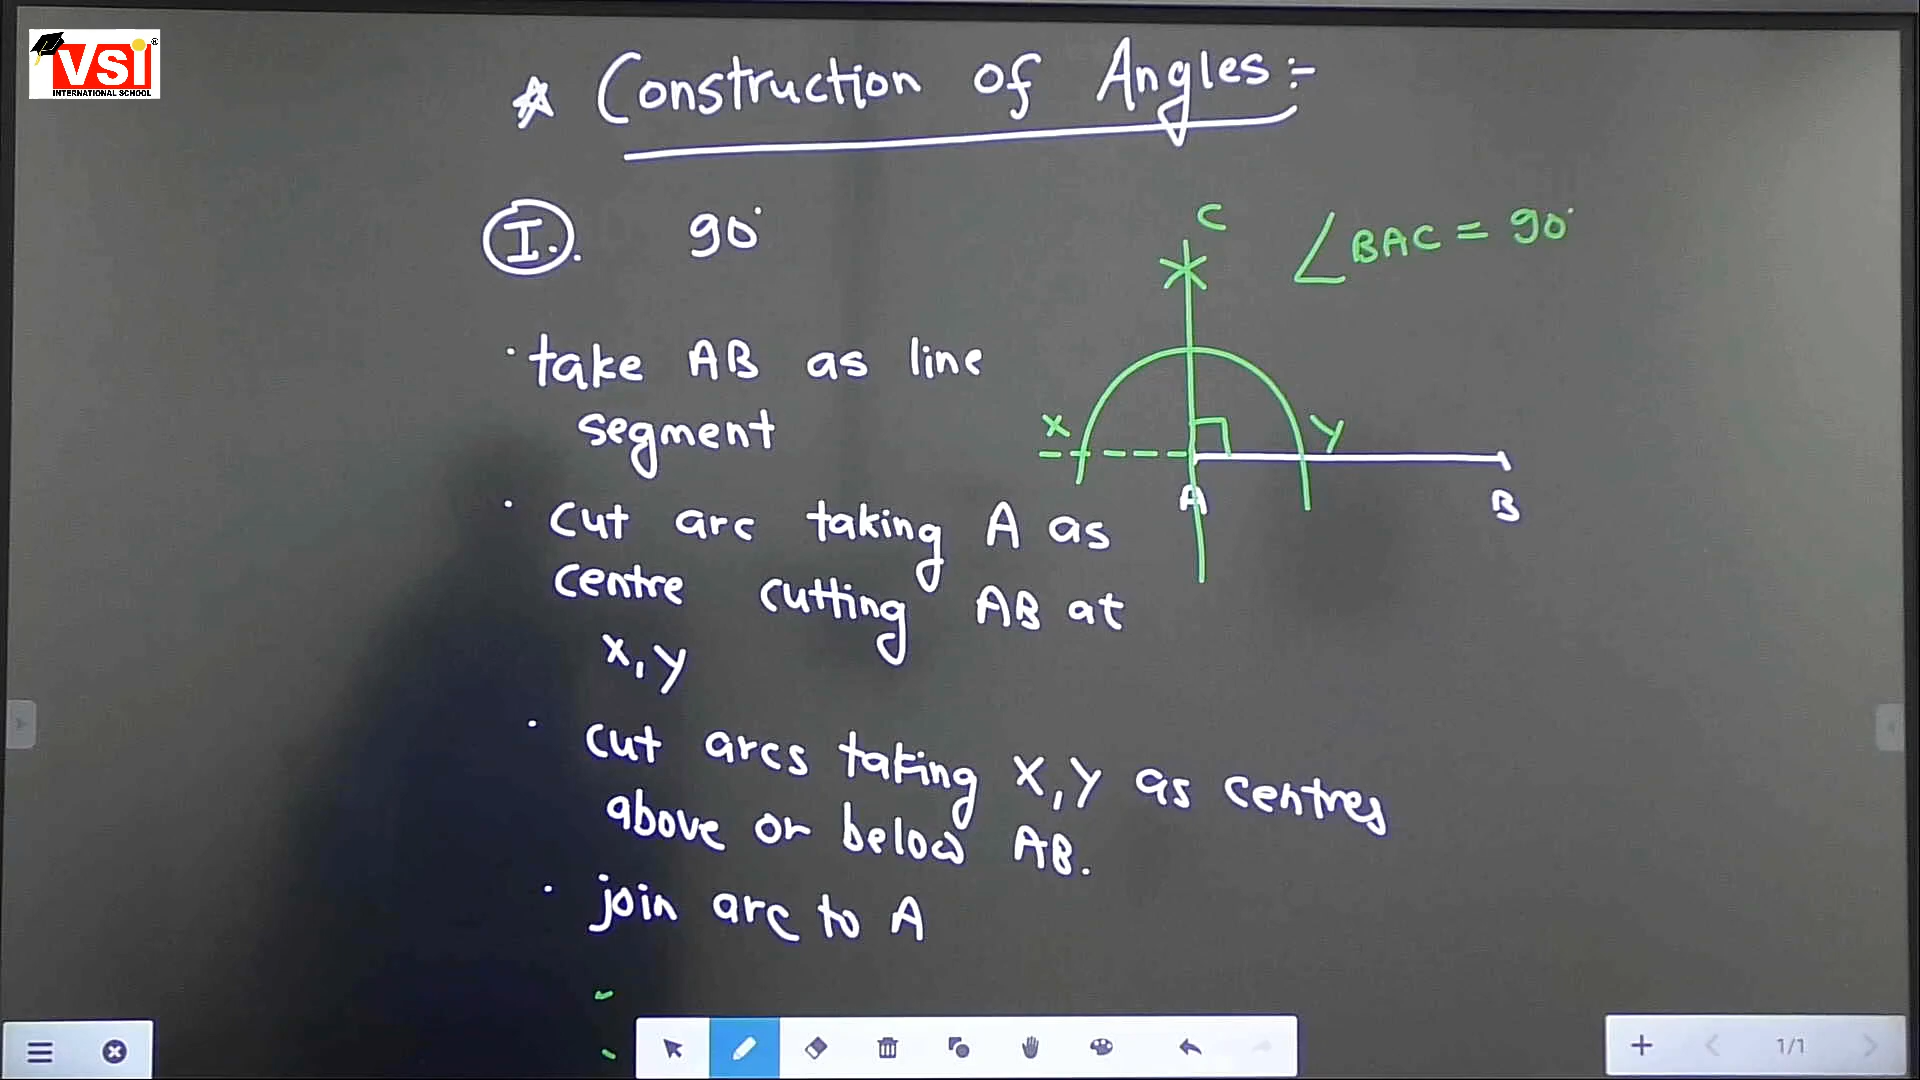 VSI
INTERNATIONAL SCHOOL
Construction of Angles:-
I. 90°
C
∠BAC = 90°
take AB as line
segment
X
Y
A
B
cut arc taking A as
centre cutting AB at
X, Y
cut arcs taking X, Y as centres
above or below AB.
join arc to A
1/1